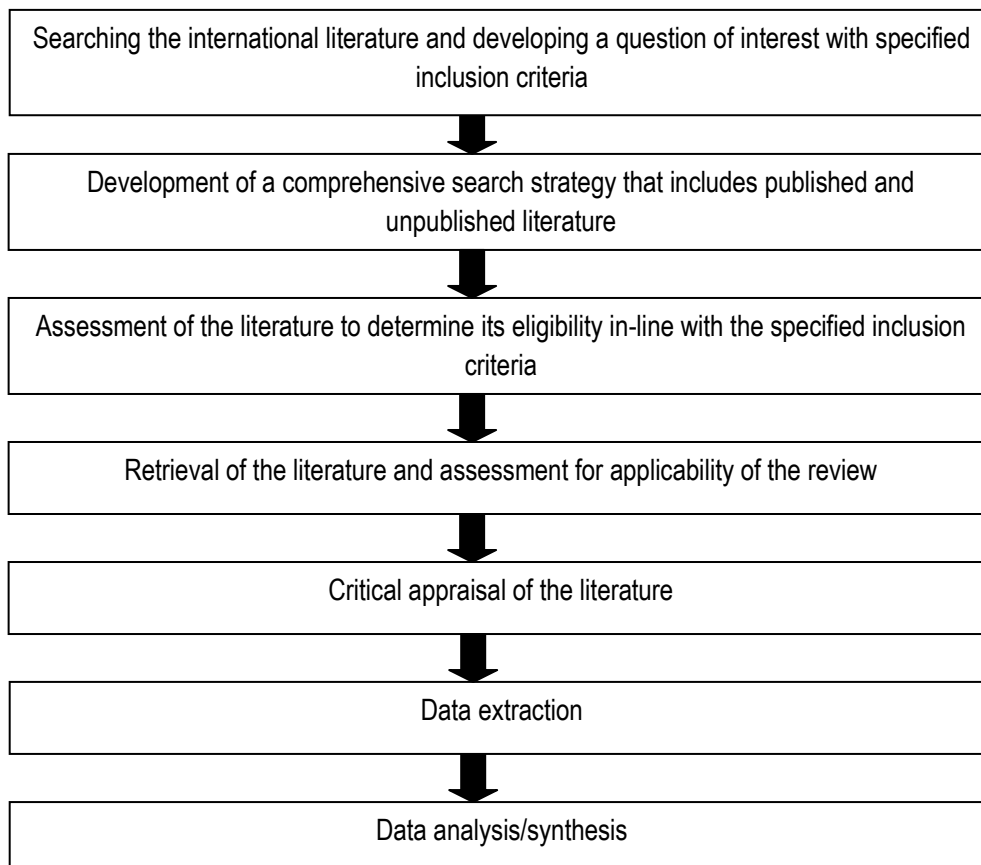 Searching the international literature and developing a question of interest with specified
inclusion criteria
Development of a comprehensive search strategy that includes published and
unpublished literature
Assessment of the literature to determine its eligibility in-line with the specified inclusion
criteria
Retrieval of the literature and assessment for applicability of the review
Critical appraisal of the literature
Data extraction
Data analysis/synthesis